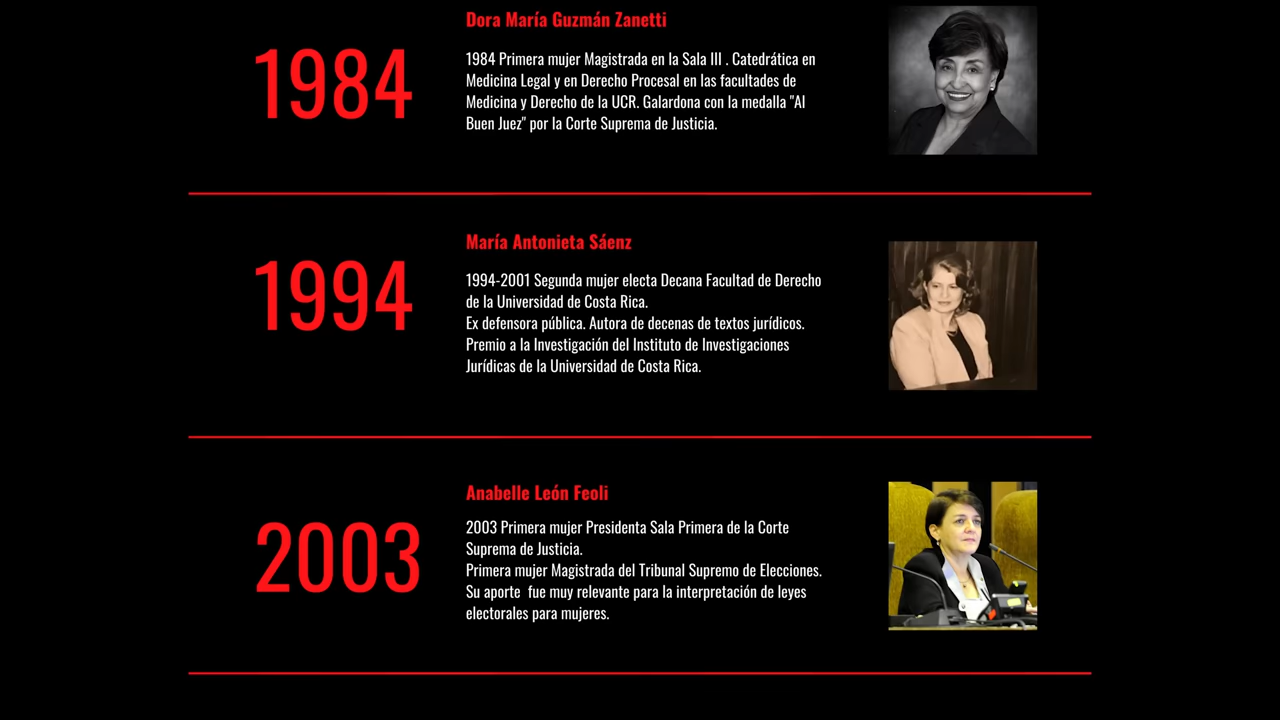 Dora María Guzmán Zanetti
1984
1984 Primera mujer Magistrada en la Sala III . Catedrática en
Medicina Legal y en Derecho Procesal en las facultades de
Medicina y Derecho de la UCR. Galardona con la medalla "Al
Buen Juez" por la Corte Suprema de Justicia.
María Antonieta Sáenz
1994
1994-2001 Segunda mujer electa Decana Facultad de Derecho
de la Universidad de Costa Rica.
Ex defensora pública. Autora de decenas de textos jurídicos.
Premio a la Investigación del Instituto de Investigaciones
Jurídicas de la Universidad de Costa Rica.
Anabelle León Feoli
2003
2003 Primera mujer Presidenta Sala Primera de la Corte
Suprema de Justicia.
Primera mujer Magistrada del Tribunal Supremo de Elecciones.
Su aporte  fue muy relevante para la interpretación de leyes
electorales para mujeres.